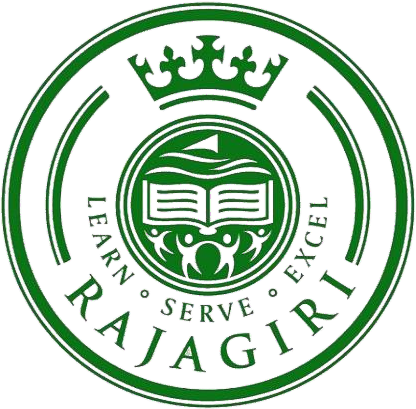 LEARN ∘ SERVE ∘ EXCEL
RAJAGIRI